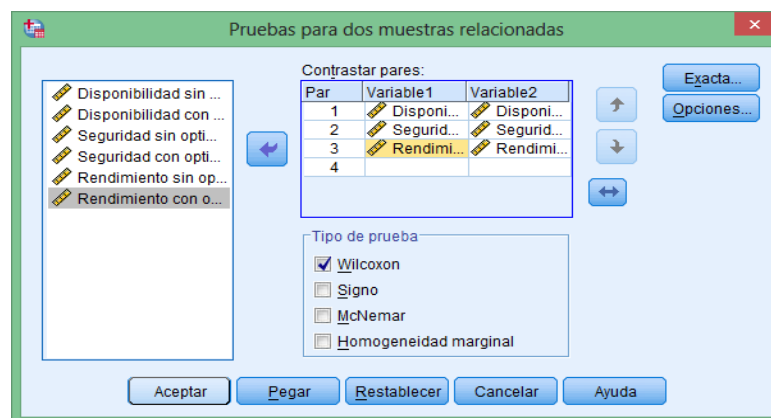 Pruebas para dos muestras relacionadas
Disponibilidad sin ...
Disponibilidad con ...
Seguridad sin opti...
Seguridad con opti...
Rendimiento sin op...
Rendimiento con o...
Contrastar pares:
Par Variable1 Variable2
1 Disponi... Disponi...
2 Segurid... Segurid...
3 Rendimi... Rendimi...
4
Exacta...
Opciones...
Tipo de prueba
Wilcoxon
Signo
McNemar
Homogeneidad marginal
Aceptar Pegar Restablecer Cancelar Ayuda